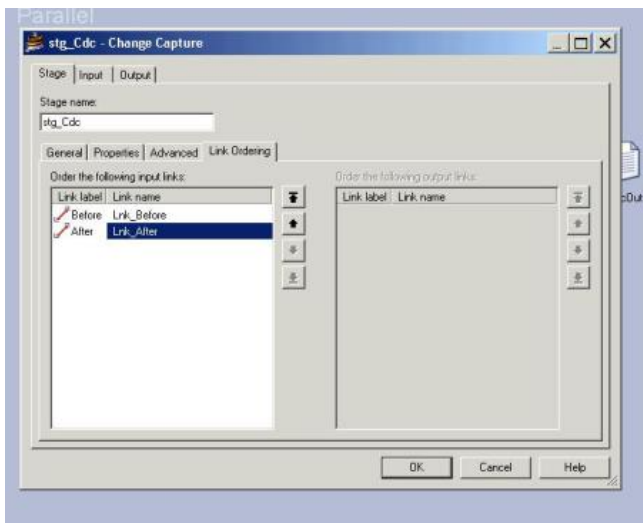 Parallel
stg_Cdc - Change Capture
Stage Input Output
Stage name:
stg_Cdc
General Properties Advanced Link Ordering
Order the following input links:
Link label Link name
Before Lnk_Before
After Lnk_After
Order the following output links:
Link label Link name
cOut
OK Cancel Help